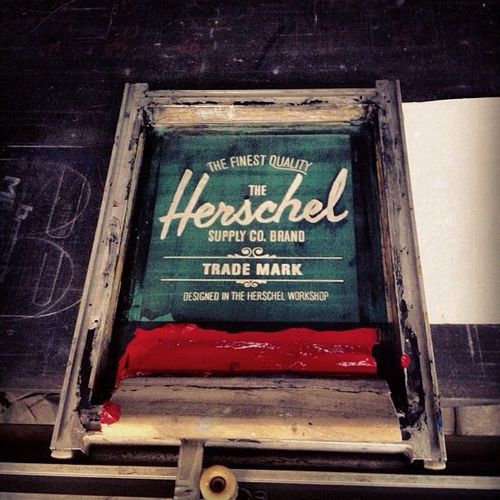 THE FINEST QUALITY
THE
Herschel
SUPPLY CO. BRAND
TRADE MARK
DESIGNED IN THE HERSCHEL WORKSHOP
B